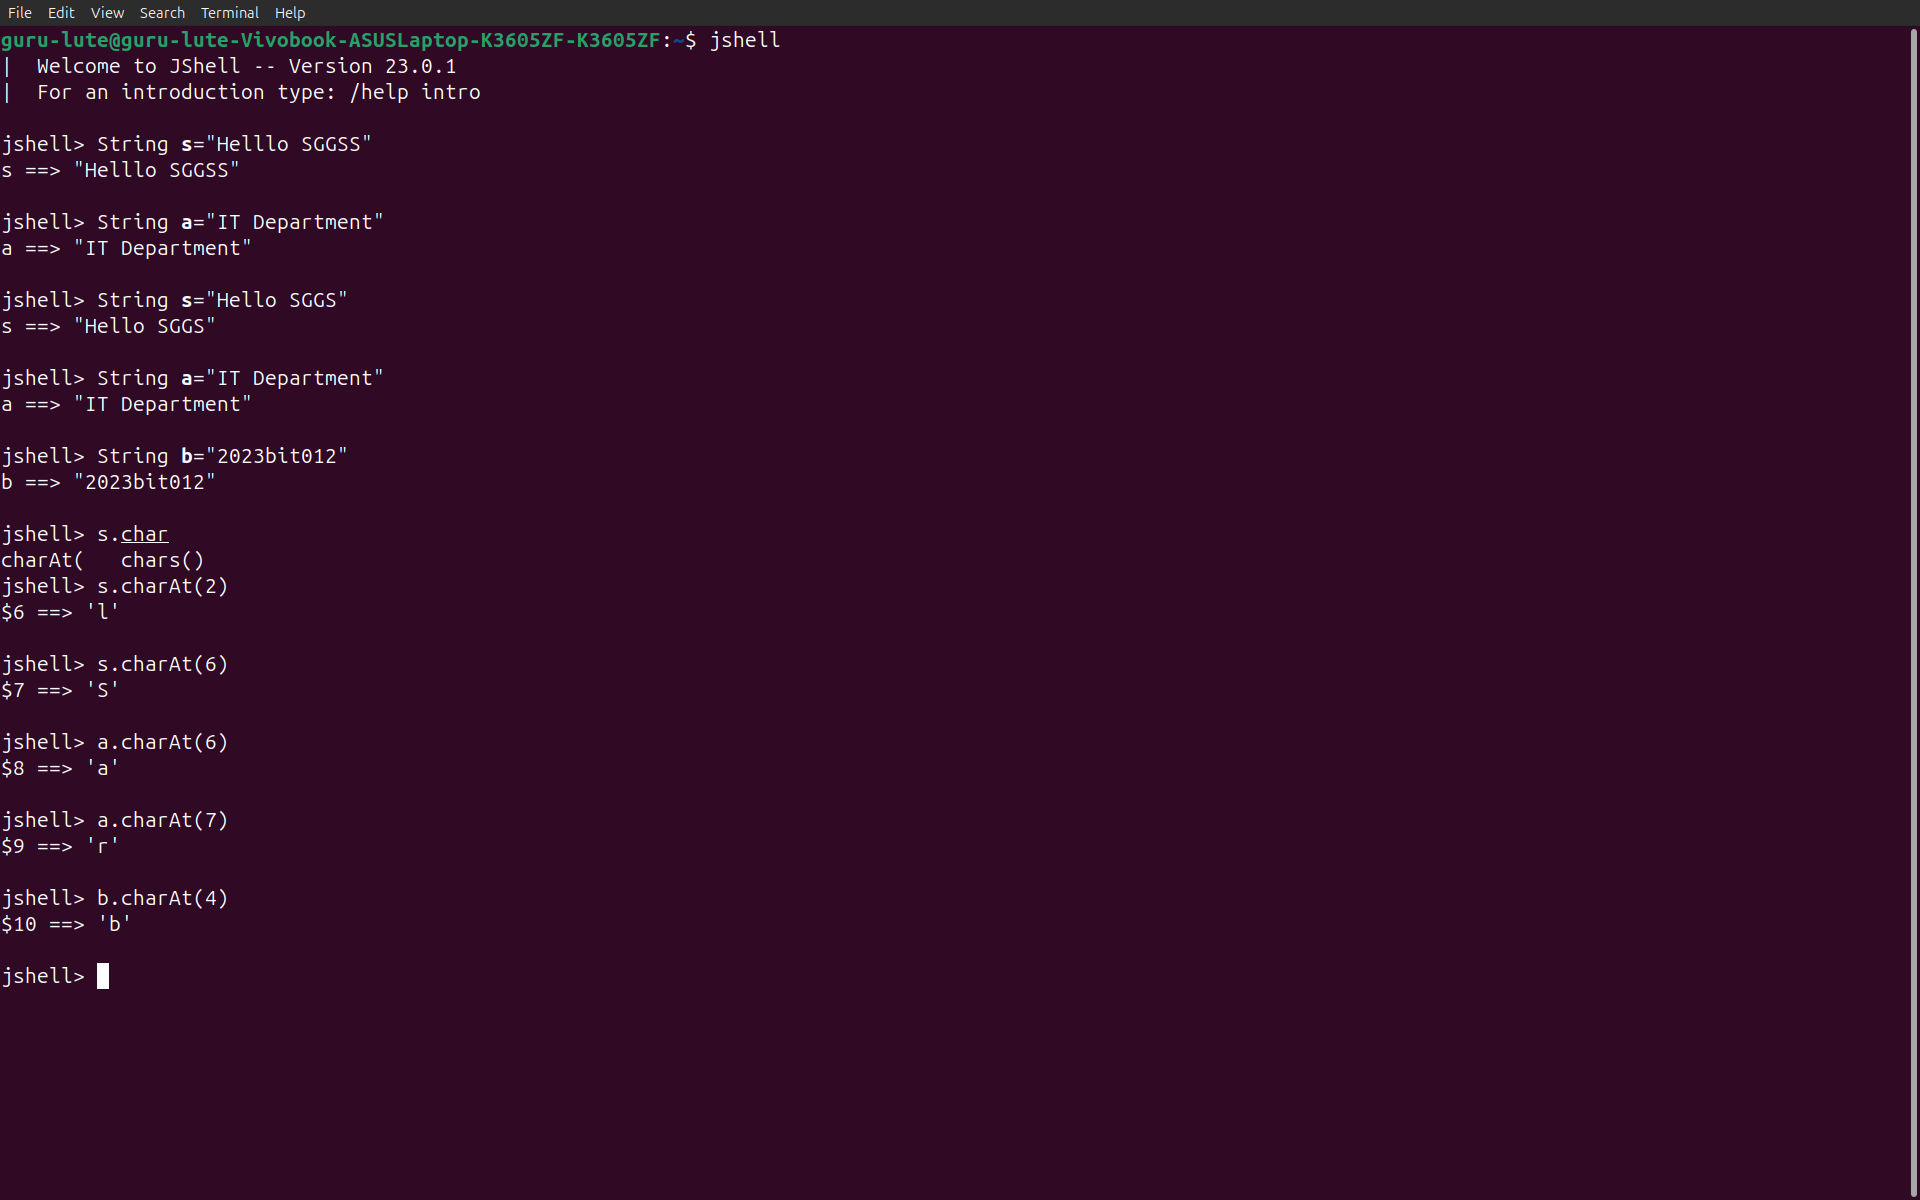 File Edit View Search Terminal Help
guru-lute@guru-lute-Vivobook-ASUSLaptop-K3605ZF-K3605ZF:~$ jshell
|  Welcome to JShell -- Version 23.0.1
|  For an introduction type: /help intro
jshell> String s="Helllo SGGSS"
s ==> "Helllo SGGSS"
jshell> String a="IT Department"
a ==> "IT Department"
jshell> String s="Hello SGGS"
s ==> "Hello SGGS"
jshell> String a="IT Department"
a ==> "IT Department"
jshell> String b="2023bit012"
b ==> "2023bit012"
jshell> s.char
charAt(   chars()
jshell> s.charAt(2)
$6 ==> 'l'
jshell> s.charAt(6)
$7 ==> 'S'
jshell> a.charAt(6)
$8 ==> 'a'
jshell> a.charAt(7)
$9 ==> 'r'
jshell> b.charAt(4)
$10 ==> 'b'
jshell>